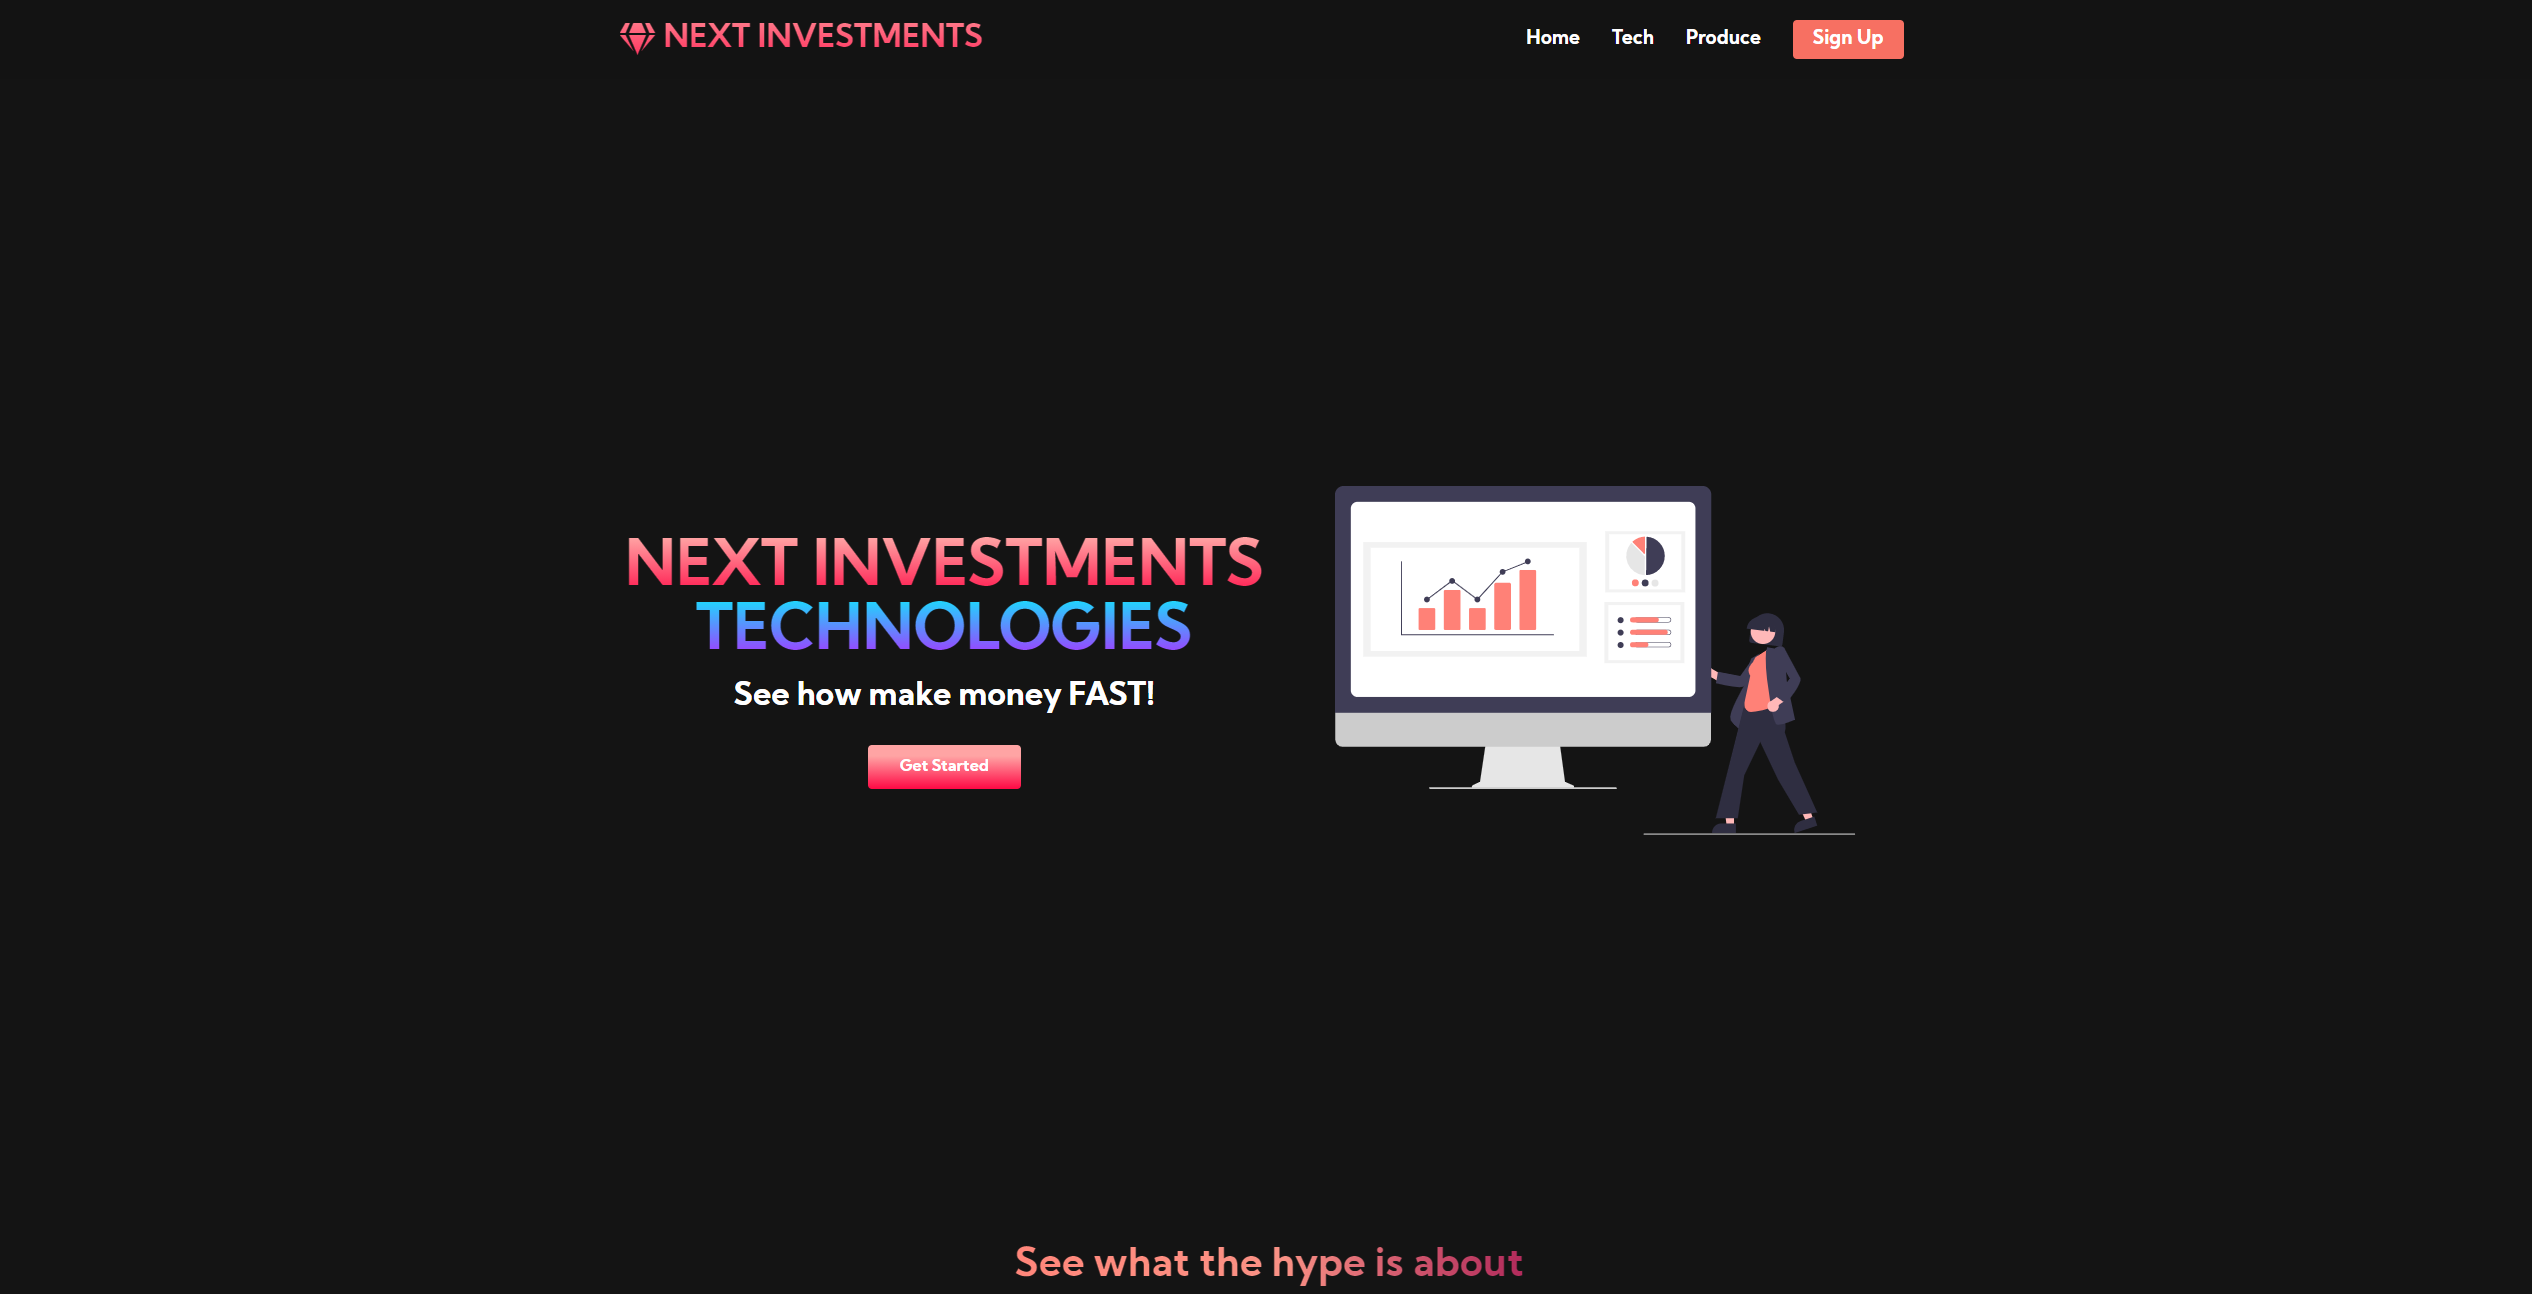 NEXT INVESTMENTS
Home Tech Produce Sign Up
NEXT INVESTMENTS
TECHNOLOGIES
See how make money FAST!
Get Started
See what the hype is about